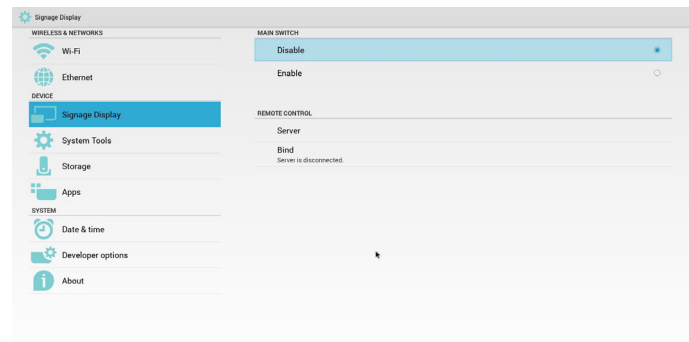 Signage Display
WIRELESS & NETWORKS
Wi-Fi
Ethernet
DEVICE
Signage Display
System Tools
Storage
Apps
SYSTEM
Date & time
Developer options
About
MAIN SWITCH
Disable
Enable
REMOTE CONTROL
Server
Bind
Server is disconnected.